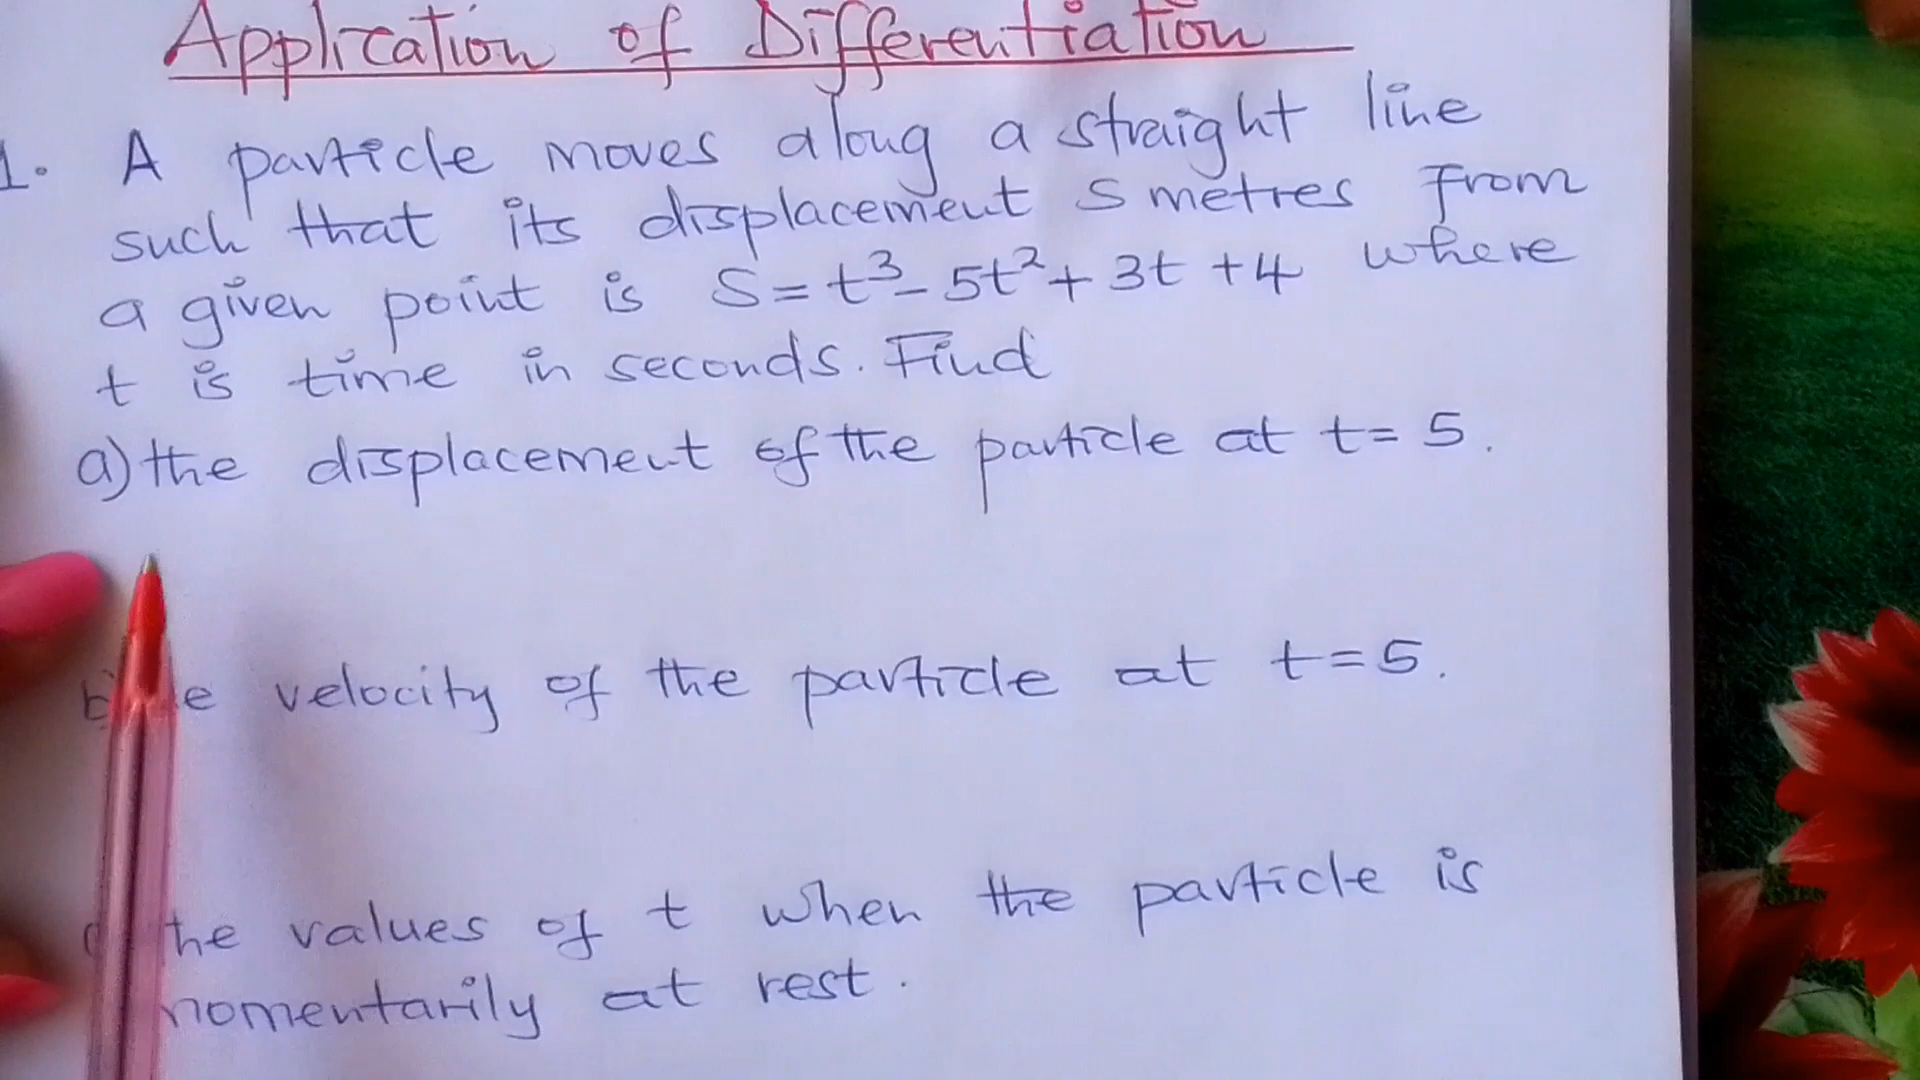 Application of Differentiation
1. A particle moves along a straight line
such that its displacement S metres from
a given point is S = t³ - 5t² + 3t + 4 where
t is time in seconds. Find
a) the displacement of the particle at t = 5.
velocity of the particle at t = 5.
values of t when the particle is
momentarily at rest.